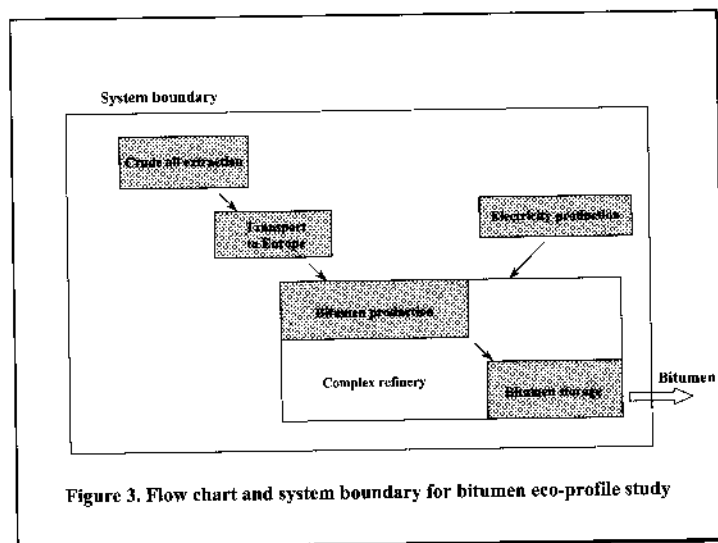 System boundary
Crude oil extraction
Transport
to Europe
Electricity production
Bitumen production
Complex refinery
Bitumen storage
Bitumen
Figure 3. Flow chart and system boundary for bitumen eco-profile study